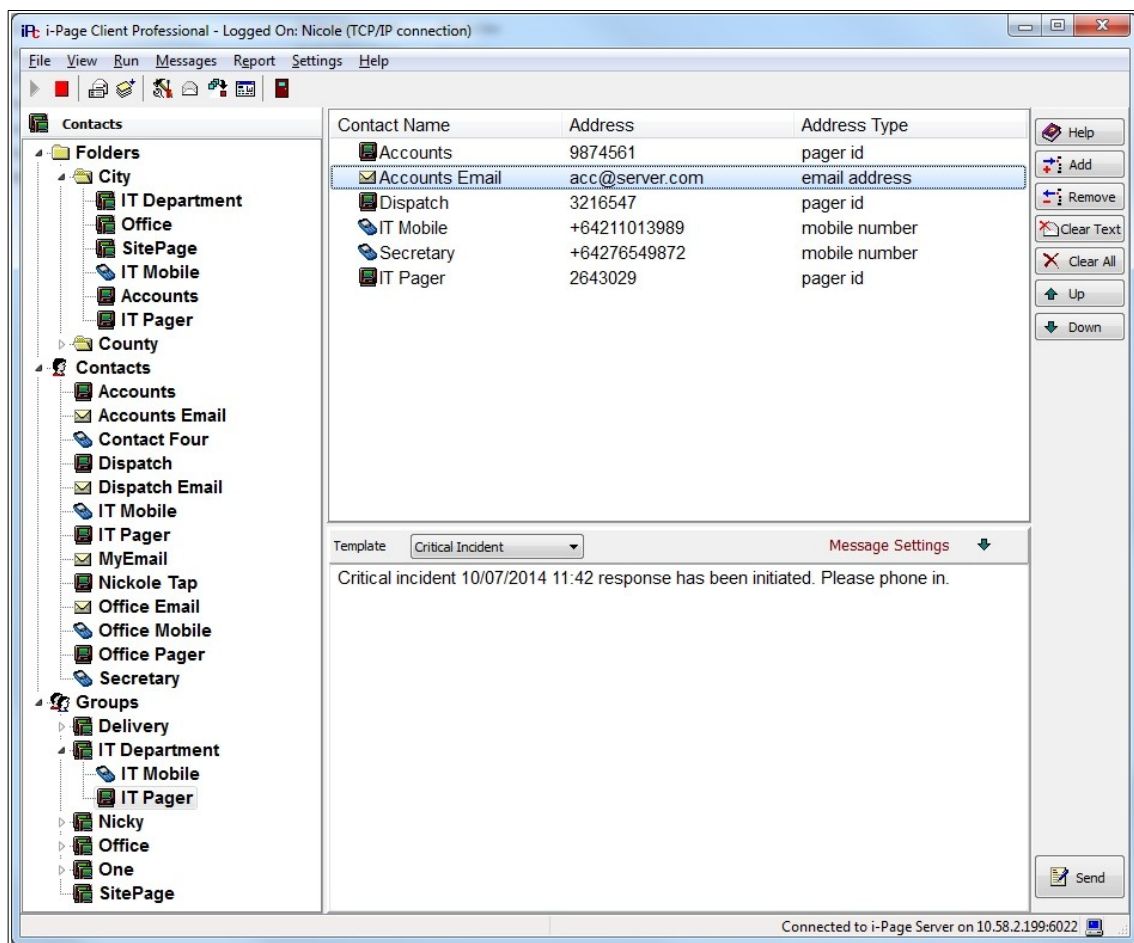 i-Page Client Professional - Logged On: Nicole (TCP/IP connection)
File View Run Messages Report Settings Help
Contacts
Folders
City
IT Department
Office
SitePage
IT Mobile
Accounts
IT Pager
County
Contacts
Accounts
Accounts Email
Contact Four
Dispatch
Dispatch Email
IT Mobile
IT Pager
MyEmail
Nickole Tap
Office Email
Office Mobile
Office Pager
Secretary
Groups
Delivery
IT Department
IT Mobile
IT Pager
Nicky
Office
One
SitePage
Contact Name Address Address Type
Accounts 9874561 pager id
Accounts Email acc@server.com email address
Dispatch 3216547 pager id
IT Mobile +64211013989 mobile number
Secretary +64276549872 mobile number
IT Pager 2643029 pager id
Template Critical Incident Message Settings
Critical incident 10/07/2014 11:42 response has been initiated. Please phone in.
Help
Add
Remove
Clear Text
Clear All
Up
Down
Send
Connected to i-Page Server on 10.58.2.199:6022